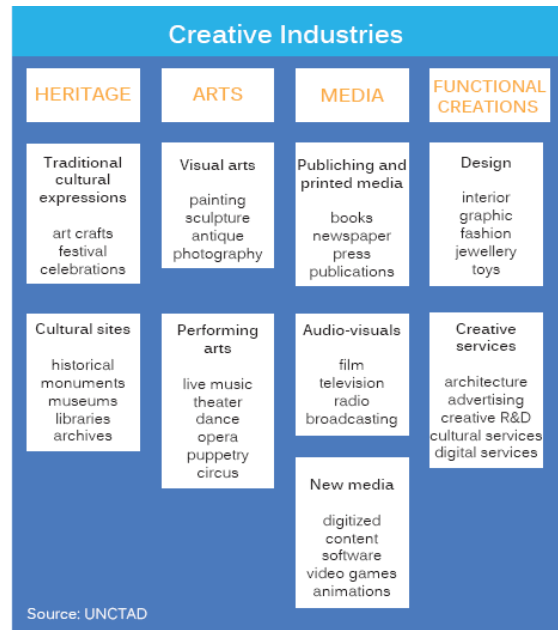 Creative Industries
HERITAGE
ARTS
MEDIA
FUNCTIONAL
CREATIONS
Traditional
cultural
expressions
art crafts
festival
celebrations
Visual arts
painting
sculpture
antique
photography
Publiching and
printed media
books
newspaper
press
publications
Design
interior
graphic
fashion
jewellery
toys
Cultural sites
historical
monuments
museums
libraries
archives
Performing
arts
live music
theater
dance
opera
puppetry
circus
Audio-visuals
film
television
radio
broadcasting
Creative
services
architecture
advertising
creative R&D
cultural services
digital services
New media
digitized
content
software
video games
animations
Source: UNCTAD